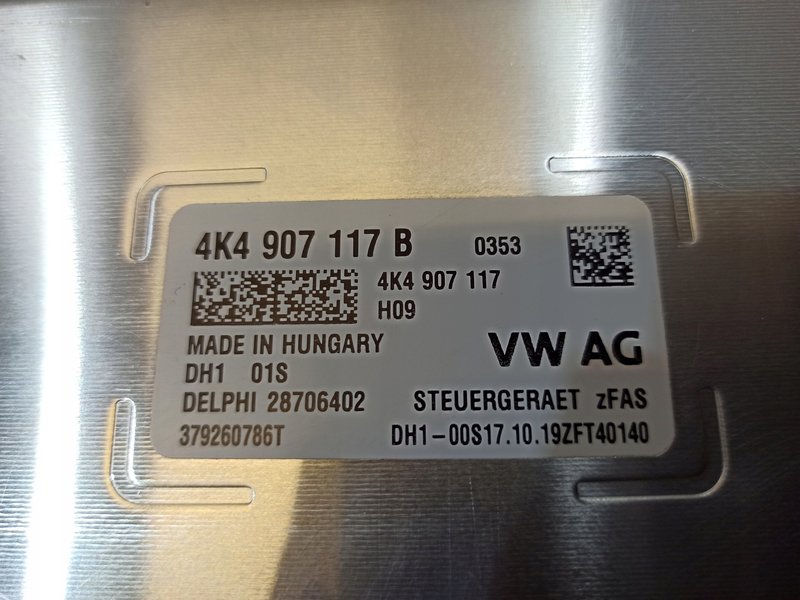 4K4 907 117 B 0353
4K4 907 117
H09
MADE IN HUNGARY
VW AG
DH1 01S
DELPHI 28706402 STEUERGERAET zFAS
379260786T DH1-00S17.10.19ZFT40140